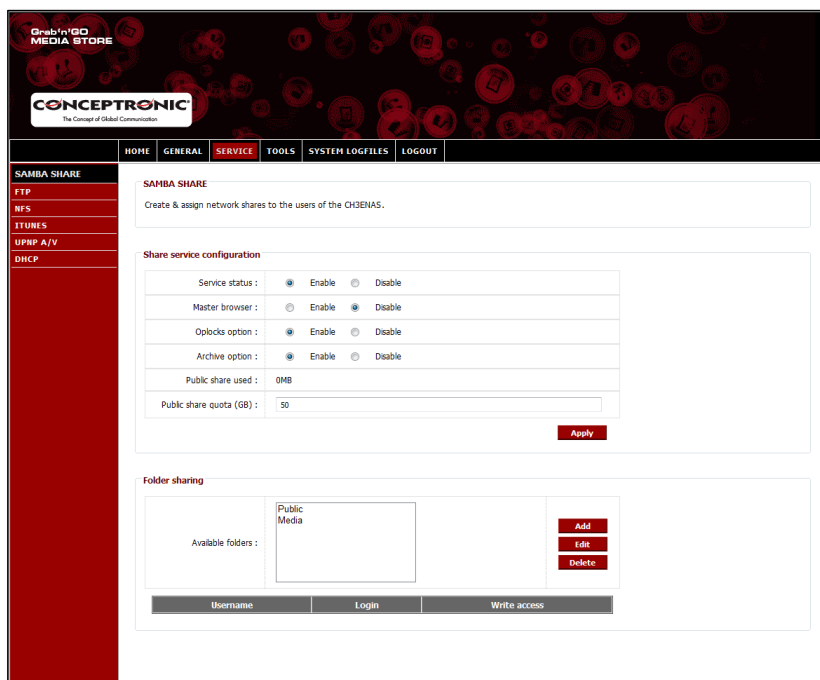 Grab'n'GO
MEDIA STORE
CONCEPTRONIC
The Concept of Global Communication
HOME GENERAL SERVICE TOOLS SYSTEM LOGFILES LOGOUT
SAMBA SHARE
FTP
NFS
ITUNES
UPNP A/V
DHCP
SAMBA SHARE
Create & assign network shares to the users of the CH3ENAS.
Share service configuration
Service status : Enable Disable
Master browser : Enable Disable
Oplocks option : Enable Disable
Archive option : Enable Disable
Public share used : 0MB
Public share quota (GB) : 50
Apply
Folder sharing
Available folders :
Public
Media
Add
Edit
Delete
Username Login Write access